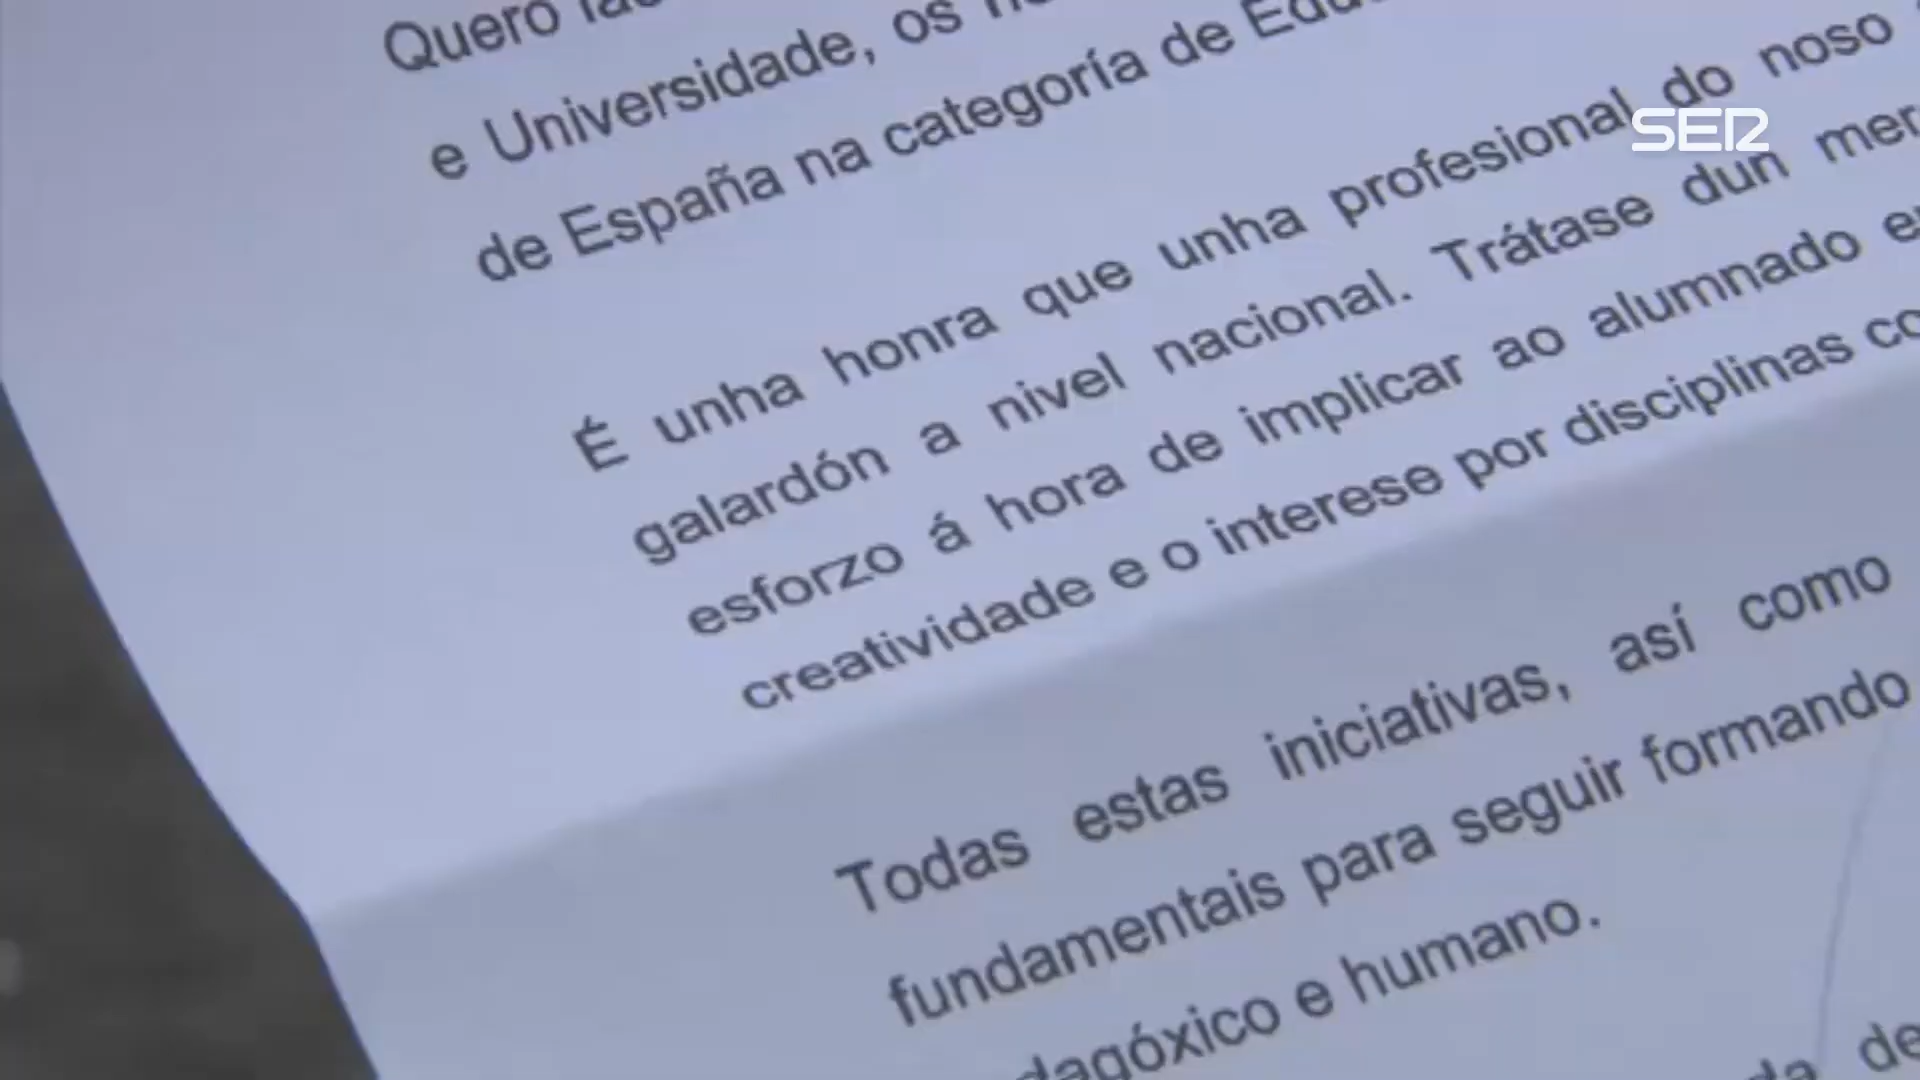 Quero
e Universidade, os
de España na categoría de
É unha honra que unha profesional do noso
galardón a nivel nacional. Trátase dun
esforzo á hora de implicar ao alumnado
creatividade e o interese por disciplinas
Todas estas iniciativas, así como
fundamentais para seguir formando
e humano.
de
SER